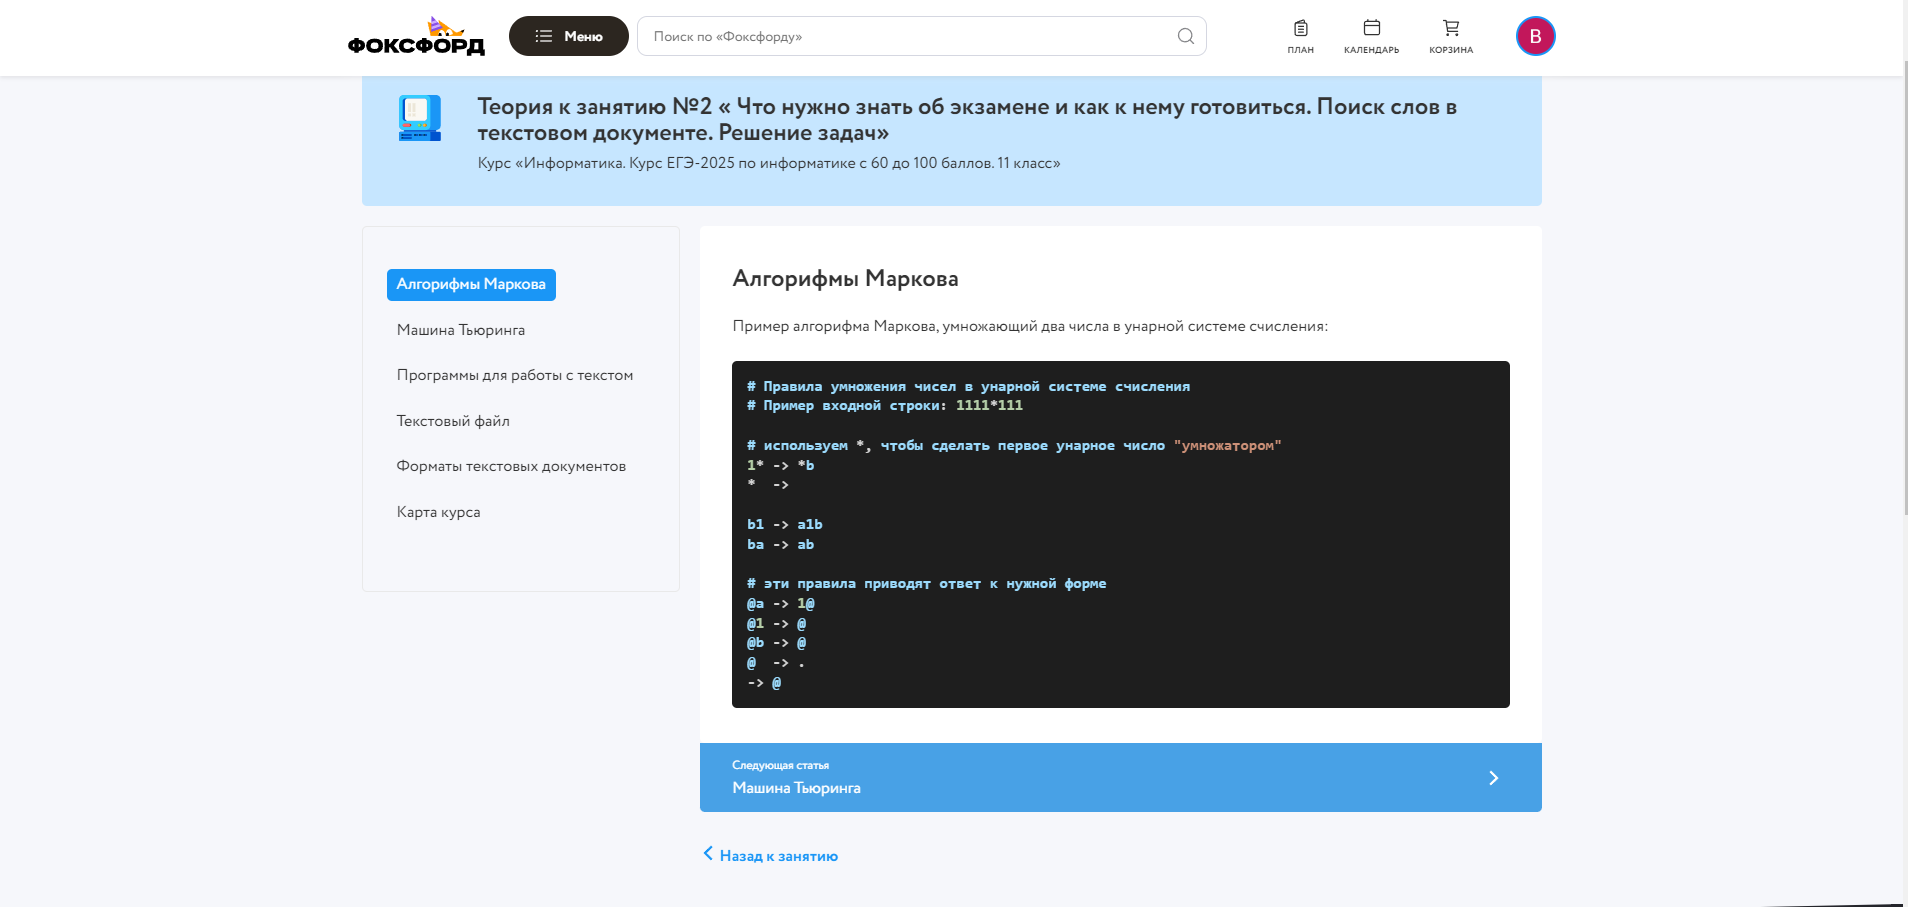 ФОКСФОРД
Меню
Поиск по «Фоксфорду»
ПЛАН
КАЛЕНДАРЬ
КОРЗИНА
В
Теория к занятию №2 « Что нужно знать об экзамене и как к нему готовиться. Поиск слов в
текстовом документе. Решение задач»
Курс «Информатика. Курс ЕГЭ-2025 по информатике с 60 до 100 баллов. 11 класс»
Алгорифмы Маркова
Машина Тьюринга
Программы для работы с текстом
Текстовый файл
Форматы текстовых документов
Карта курса
Алгорифмы Маркова
Пример алгорифма Маркова, умножающий два числа в унарной системе счисления:
# Правила умножения чисел в унарной системе счисления
# Пример входной строки: 1111*111
# используем *, чтобы сделать первое унарное число "умножатором"
1* -> *b
*  ->
b1 -> a1b
ba -> ab
# эти правила приводят ответ к нужной форме
@a -> 1@
@1 -> @
@b -> @
@  -> .
-> @
Следующая статья
Машина Тьюринга
Назад к занятию